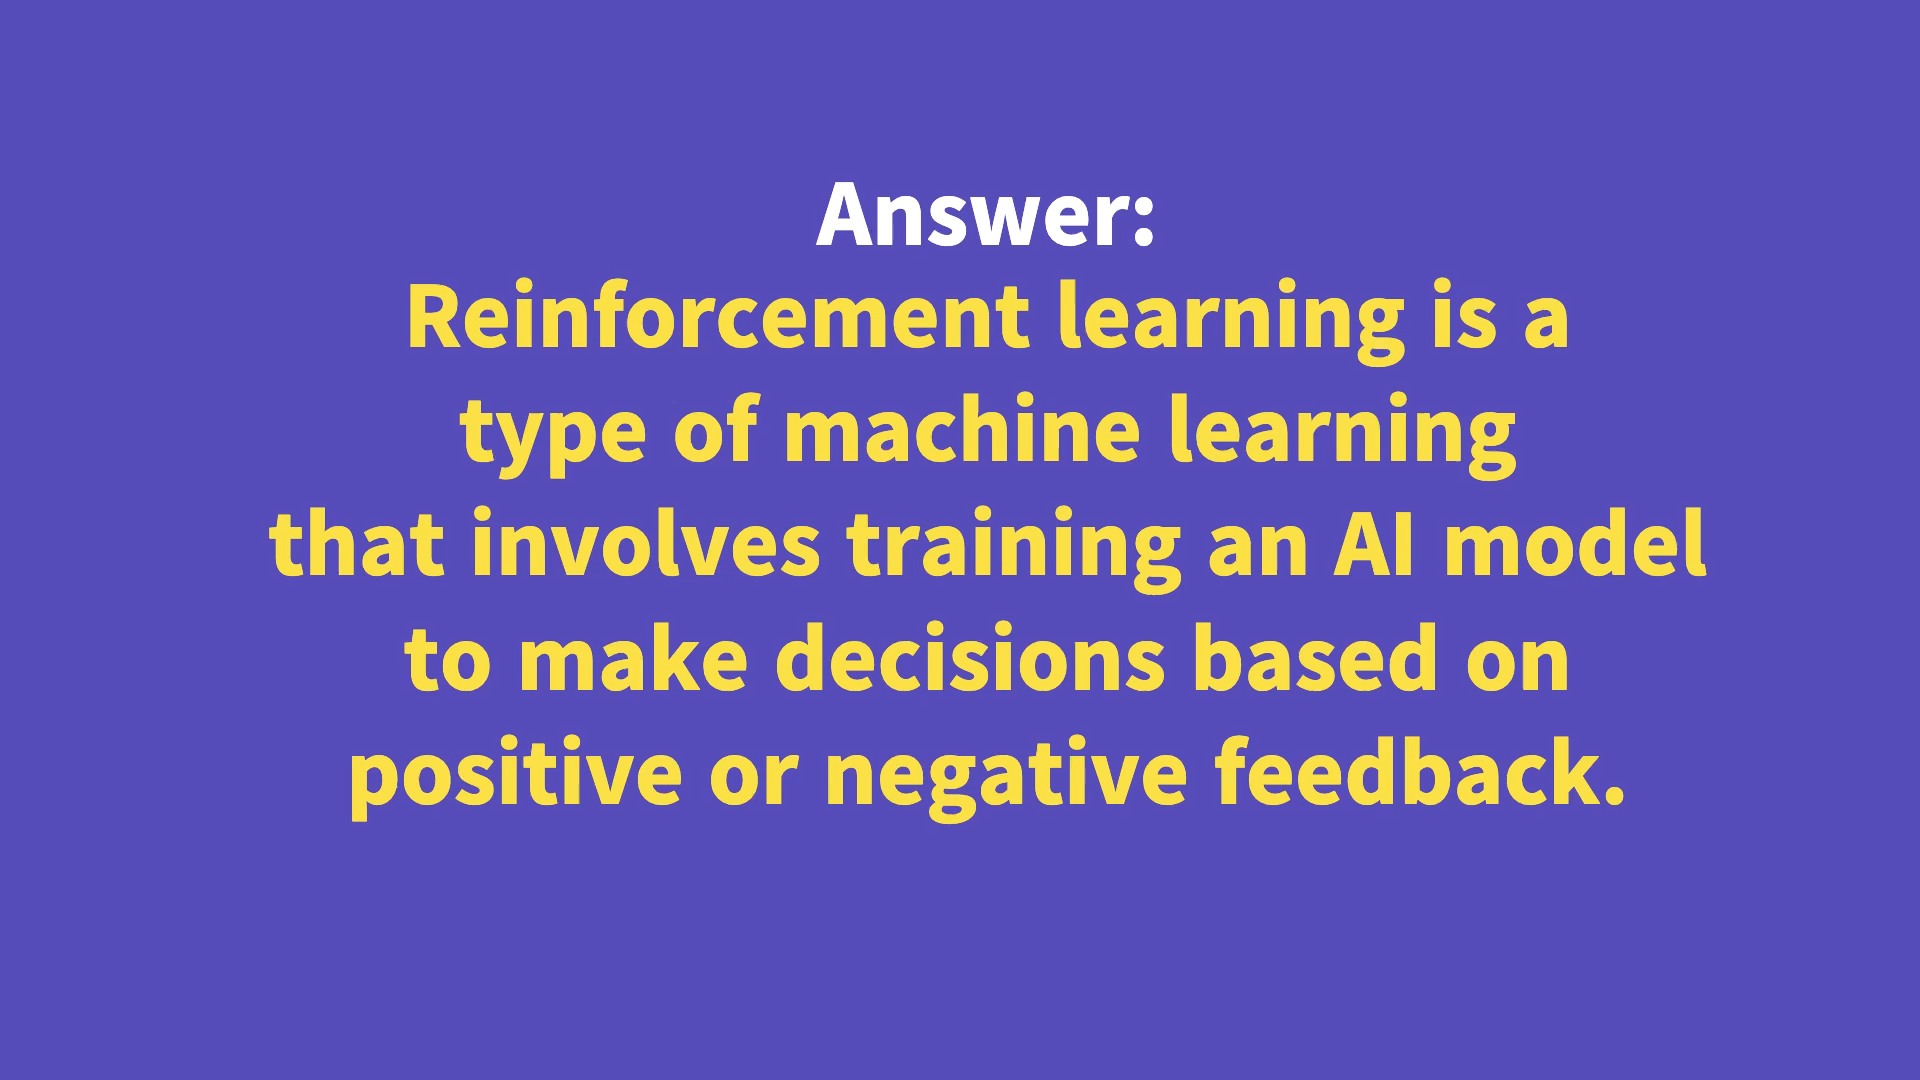 Answer:
Reinforcement learning is a
type of machine learning
that involves training an AI model
to make decisions based on
positive or negative feedback.